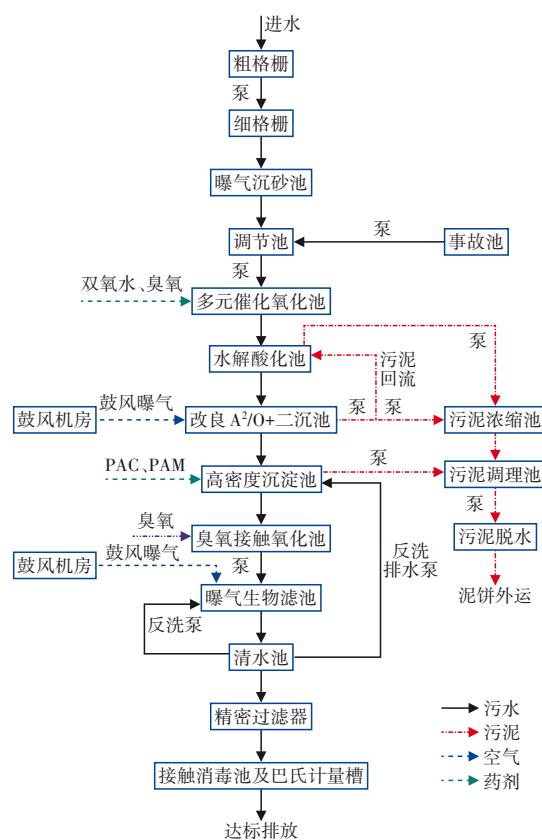 进水
粗格栅
泵
细格栅
曝气沉砂池
调节池
泵
事故池
泵
双氧水、臭氧
多元催化氧化池
水解酸化池
污泥
回流
泵
鼓风机房
鼓风曝气
改良 A²/O+二沉池
泵
泵
污泥浓缩池
PAC、PAM
高密度沉淀池
泵
污泥调理池
泵
臭氧
臭氧接触氧化池
污泥脱水
鼓风机房
鼓风曝气
泵
反洗
排水泵
曝气生物滤池
泥饼外运
反洗泵
清水池
精密过滤器
污水
污泥
空气
药剂
接触消毒池及巴氏计量槽
达标排放